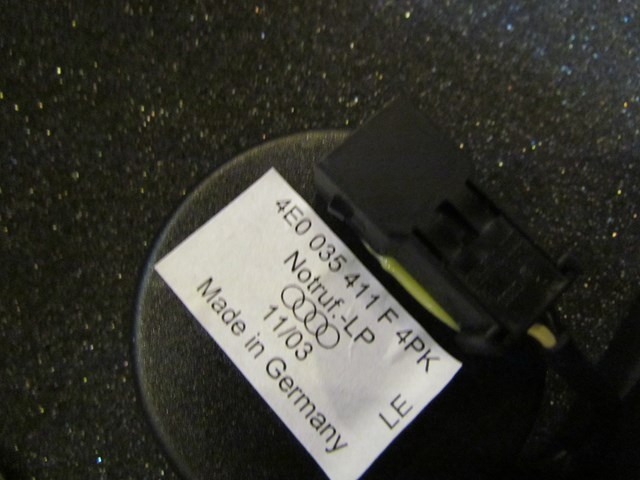 4E0 035 411 F 4PK
Notruf.-LP
11/03
Made in Germany
LE